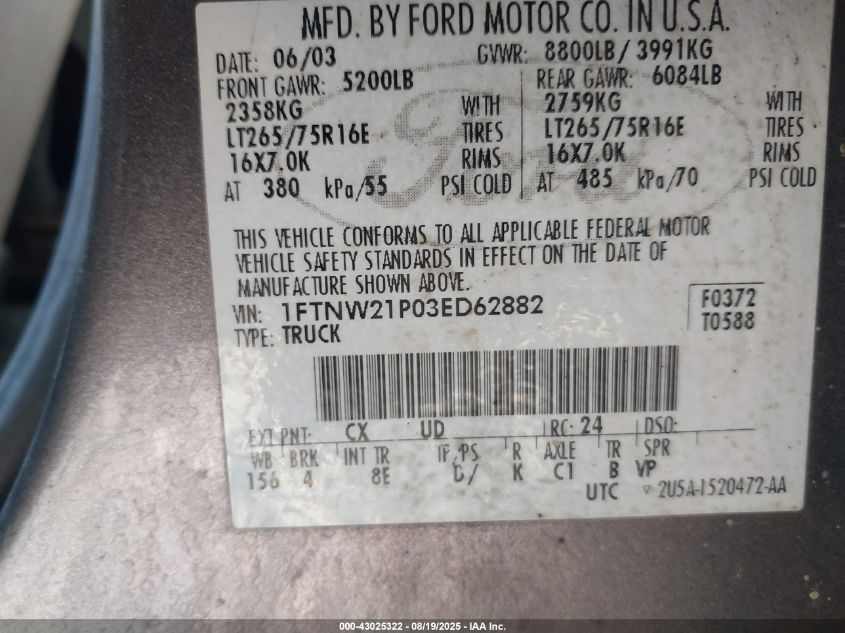 MFD. BY FORD MOTOR CO. IN U.S.A.
DATE: 06/03 GVWR: 8800LB/ 3991KG
FRONT GAWR: 5200LB REAR GAWR: 6084LB
2358KG WITH 2759KG WITH
LT265/75R16E TIRES LT265/75R16E TIRES
16X7.0K RIMS 16X7.0K RIMS
AT 380 kPa/55 PSI COLD AT 485 kPa/70 PSI COLD
THIS VEHICLE CONFORMS TO ALL APPLICABLE FEDERAL MOTOR
VEHICLE SAFETY STANDARDS IN EFFECT ON THE DATE OF
MANUFACTURE SHOWN ABOVE.
VIN: 1FTNW21P03ED62882 F0372
TYPE: TRUCK T0588
EXT PNT: CX UD RC: 24 DSO:
WB BRK INT TR TP/PS R AXLE TR SPR
156 4 8E K C1 B VP
UTC 2U5A-1520472-AA
000-43025322 - 08/19/2025 - IAA Inc.